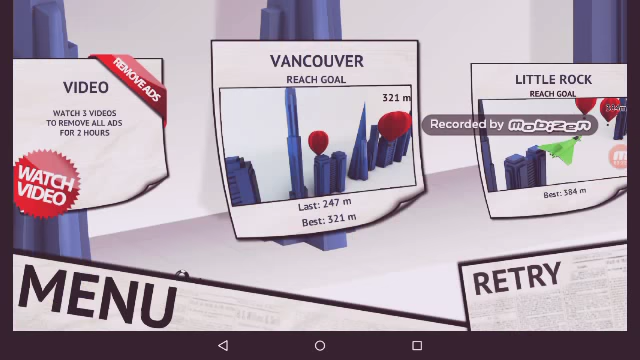 VIDEO
WATCH 3 VIDEOS
TO REMOVE ALL ADS
FOR 2 HOURS
REMOVE ADS
WATCH
VIDEO
VANCOUVER
REACH GOAL
321 m
Last: 247 m
Best: 321 m
LITTLE ROCK
REACH GOAL
Recorded by mobizen
Best: 384 m
MENU
RETRY